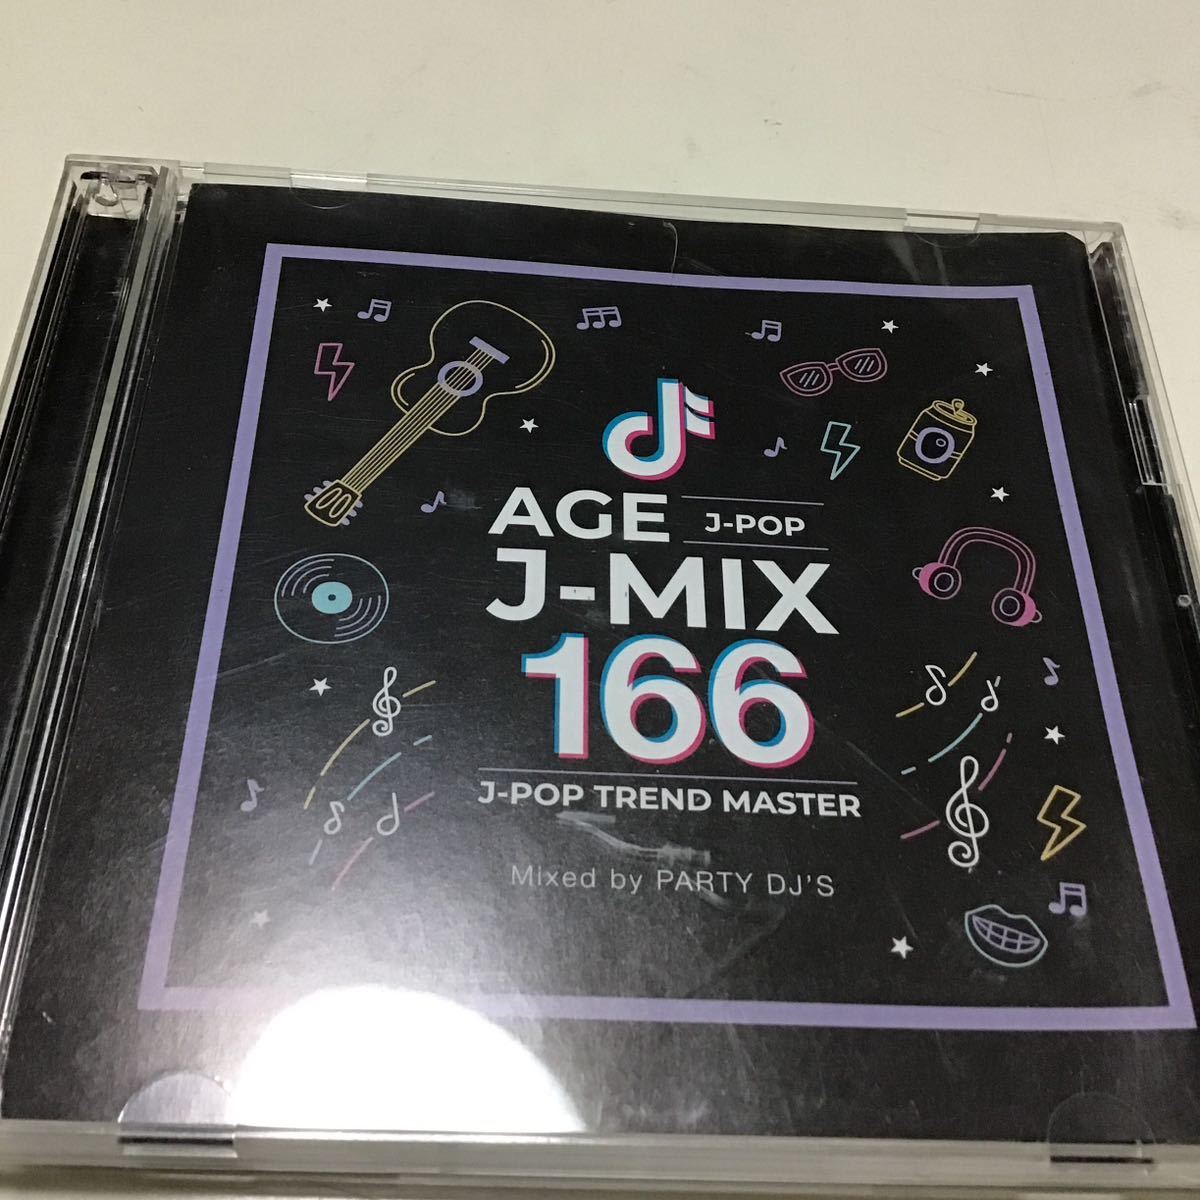 AGE J-POP
J-MIX
166
J-POP TREND MASTER
Mixed by PARTY DJ'S